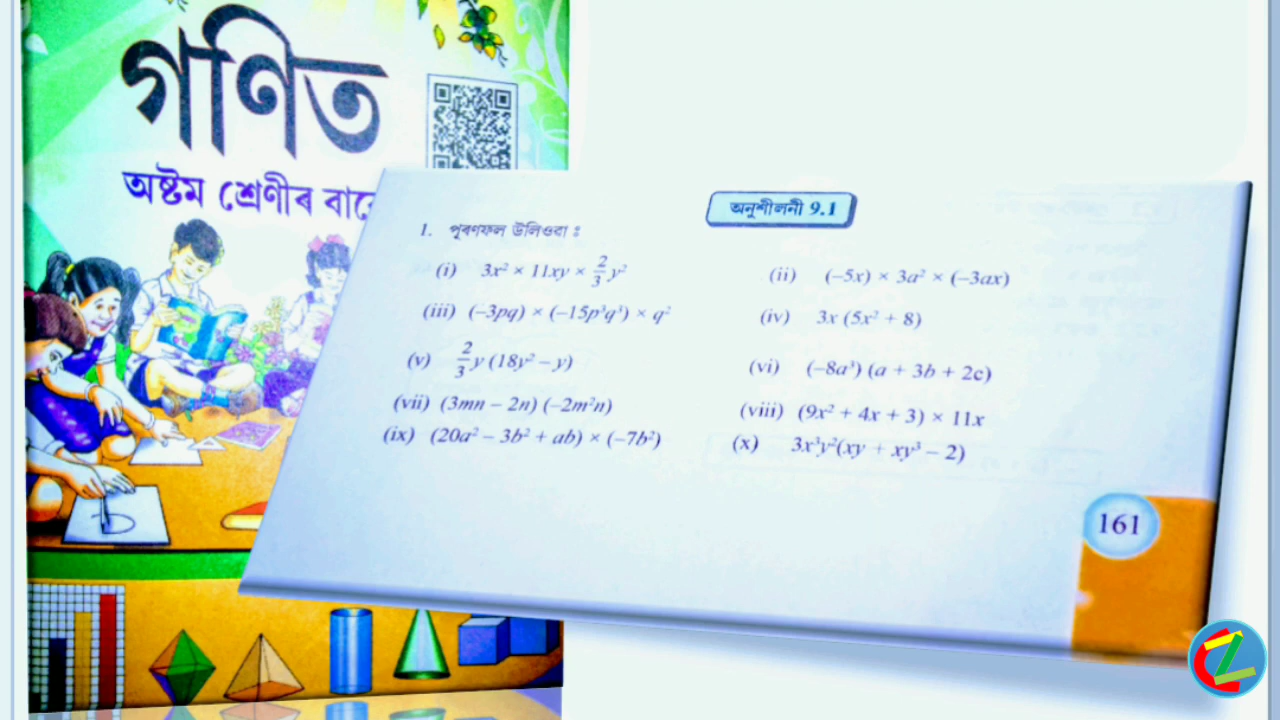 গণিত
অষ্টম শ্ৰেণীৰ
অনুশীলনী 9.1
1. পূৰণফল উলিওৱা ঃ
(i) 3x² × 11xy × 2/3 y²
(ii) (–5x) × 3a² × (–3ax)
(iii) (–3pq) × (–15p³q³) × q²
(iv) 3x (5x² + 8)
(v) 2/3 y (18y² – y)
(vi) (–8a³) (a + 3b + 2c)
(vii) (3mn – 2n) (–2m²n)
(viii) (9x² + 4x + 3) × 11x
(ix) (20a² – 3b² + ab) × (–7b²)
(x) 3x³y²(xy + xy³ – 2)
161